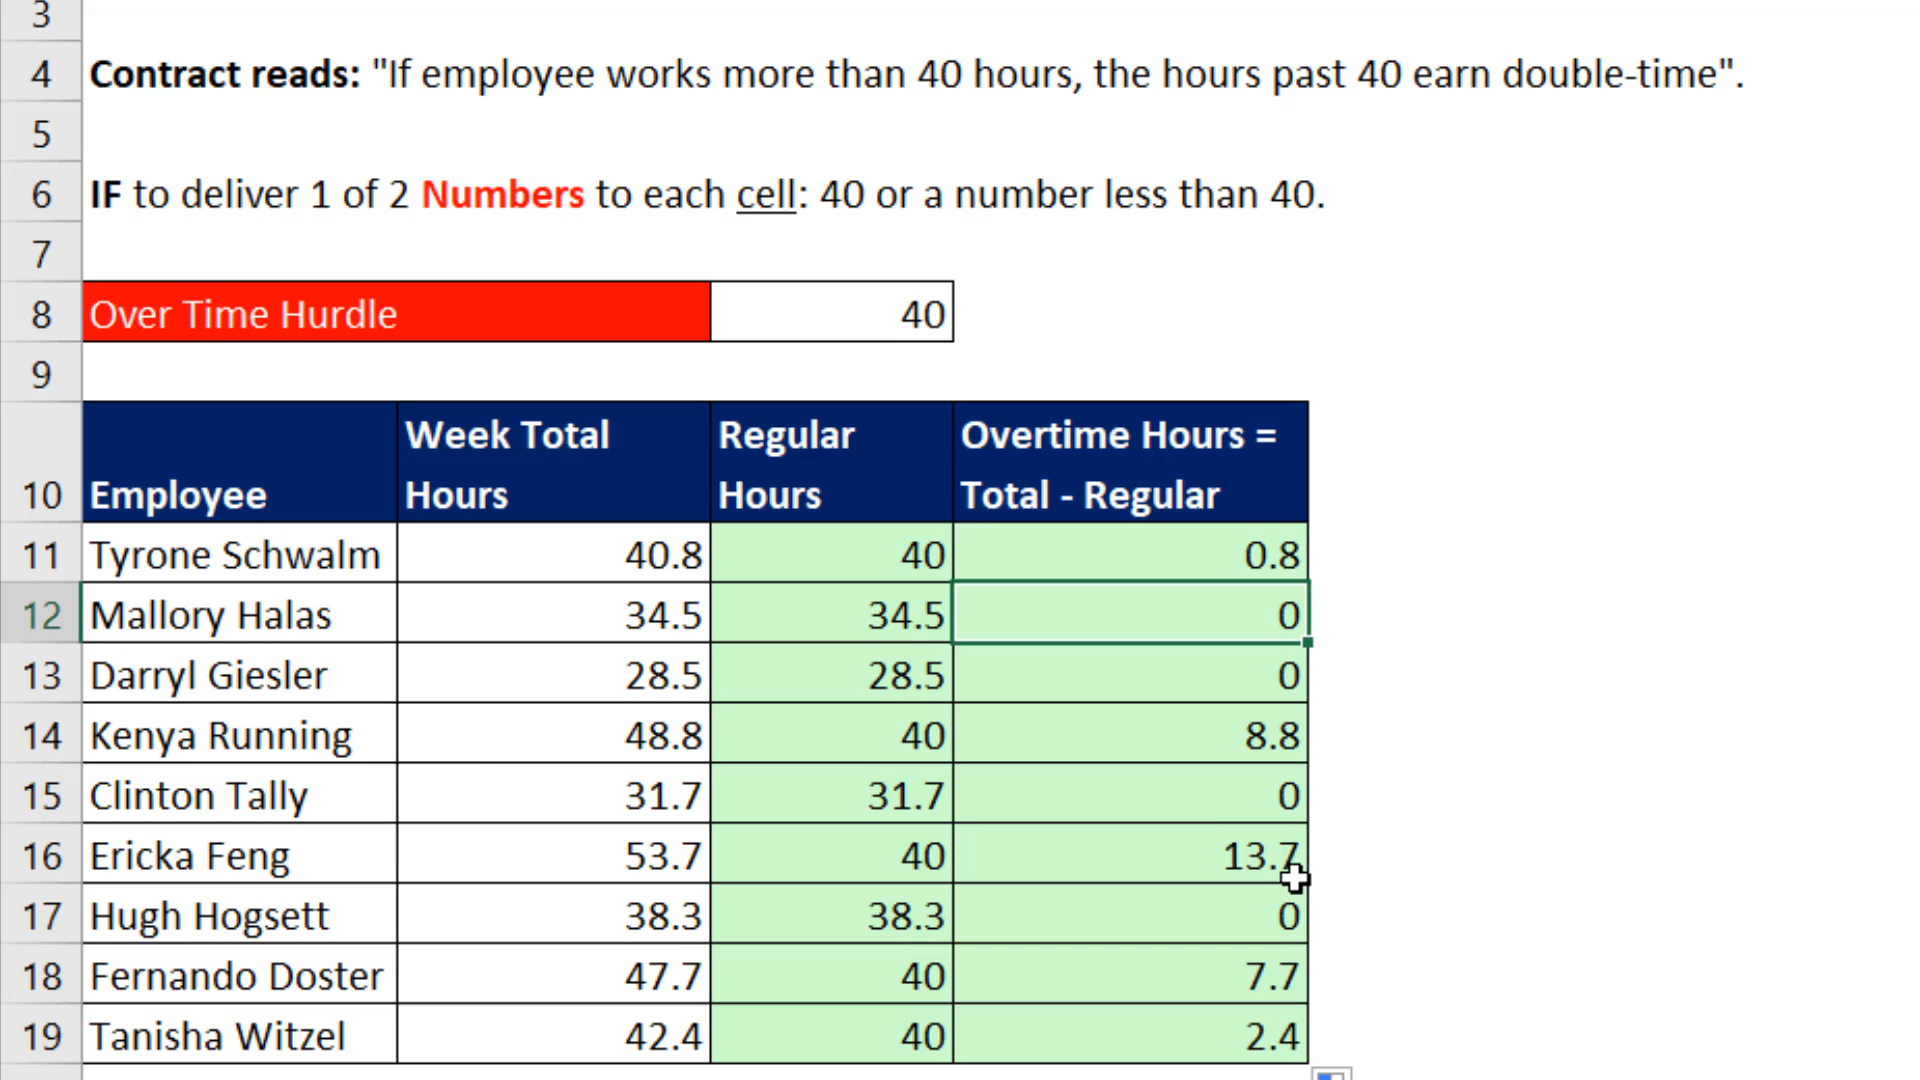 3
4 Contract reads: "If employee works more than 40 hours, the hours past 40 earn double-time".
5
6 IF to deliver 1 of 2 Numbers to each cell: 40 or a number less than 40.
7
8 Over Time Hurdle 40
9
Week Total Regular Overtime Hours =
10 Employee Hours Hours Total - Regular
11 Tyrone Schwalm 40.8 40 0.8
12 Mallory Halas 34.5 34.5 0
13 Darryl Giesler 28.5 28.5 0
14 Kenya Running 48.8 40 8.8
15 Clinton Tally 31.7 31.7 0
16 Ericka Feng 53.7 40 13.7
17 Hugh Hogsett 38.3 38.3 0
18 Fernando Doster 47.7 40 7.7
19 Tanisha Witzel 42.4 40 2.4